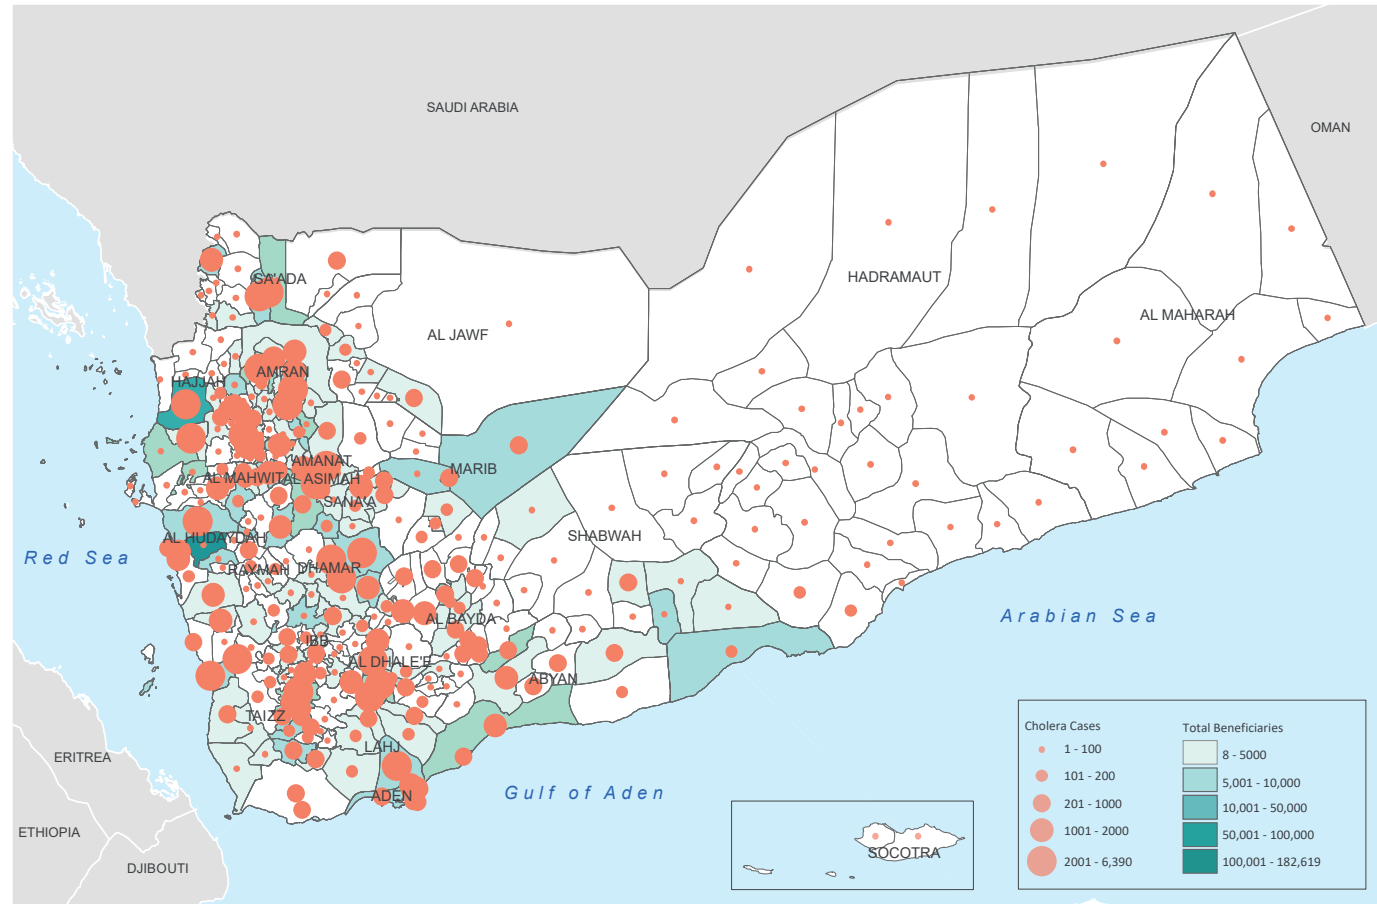 SAUDI ARABIA
OMAN
SA'ADA
HADRAMAUT
AL JAWF
AL MAHARAH
HAJJAH
AMRAN
AMANAT
AL ASIMAH
AL MAHWIT
MARIB
SANA'A
SHABWAH
AL HUDAYDAH
Red Sea
RAYMAH
DHAMAR
AL BAYDA
Arabian Sea
IBB
AL DHALE'E
ABYAN
TAIZZ
LAHJ
ADEN
Gulf of Aden
ERITREA
ETHIOPIA
DJIBOUTI
SOCOTRA
Cholera Cases
1 - 100
101 - 200
201 - 1000
1001 - 2000
2001 - 6,390
Total Beneficiaries
8 - 5000
5,001 - 10,000
10,001 - 50,000
50,001 - 100,000
100,001 - 182,619